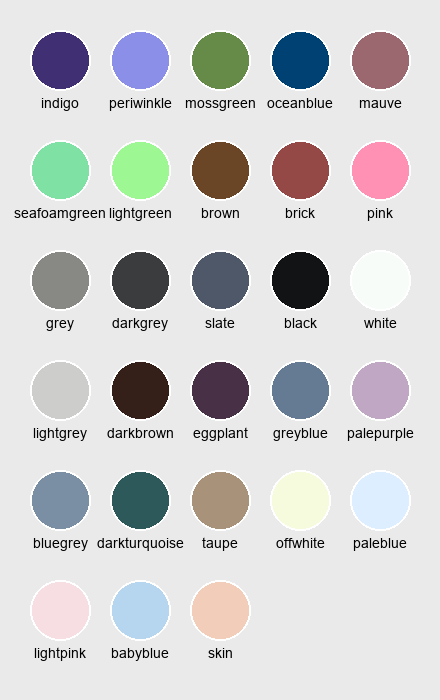 indigo periwinkle mossgreen oceanblue mauve
seafoamgreen lightgreen brown brick pink
grey darkgrey slate black white
lightgrey darkbrown eggplant greyblue palepurple
bluegrey darkturquoise taupe offwhite paleblue
lightpink babyblue skin